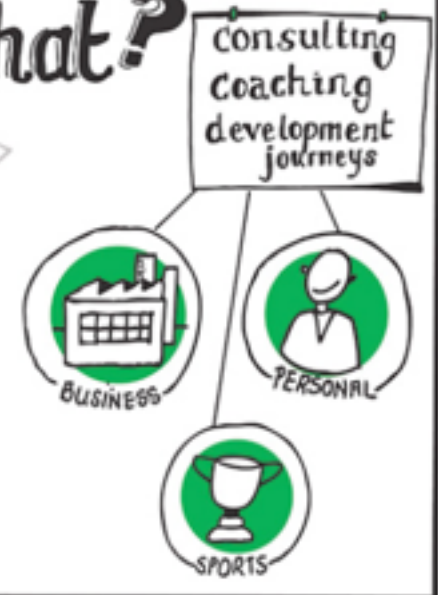 hat?
consulting
coaching
development
journeys
BUSINESS
PERSONAL
SPORTS